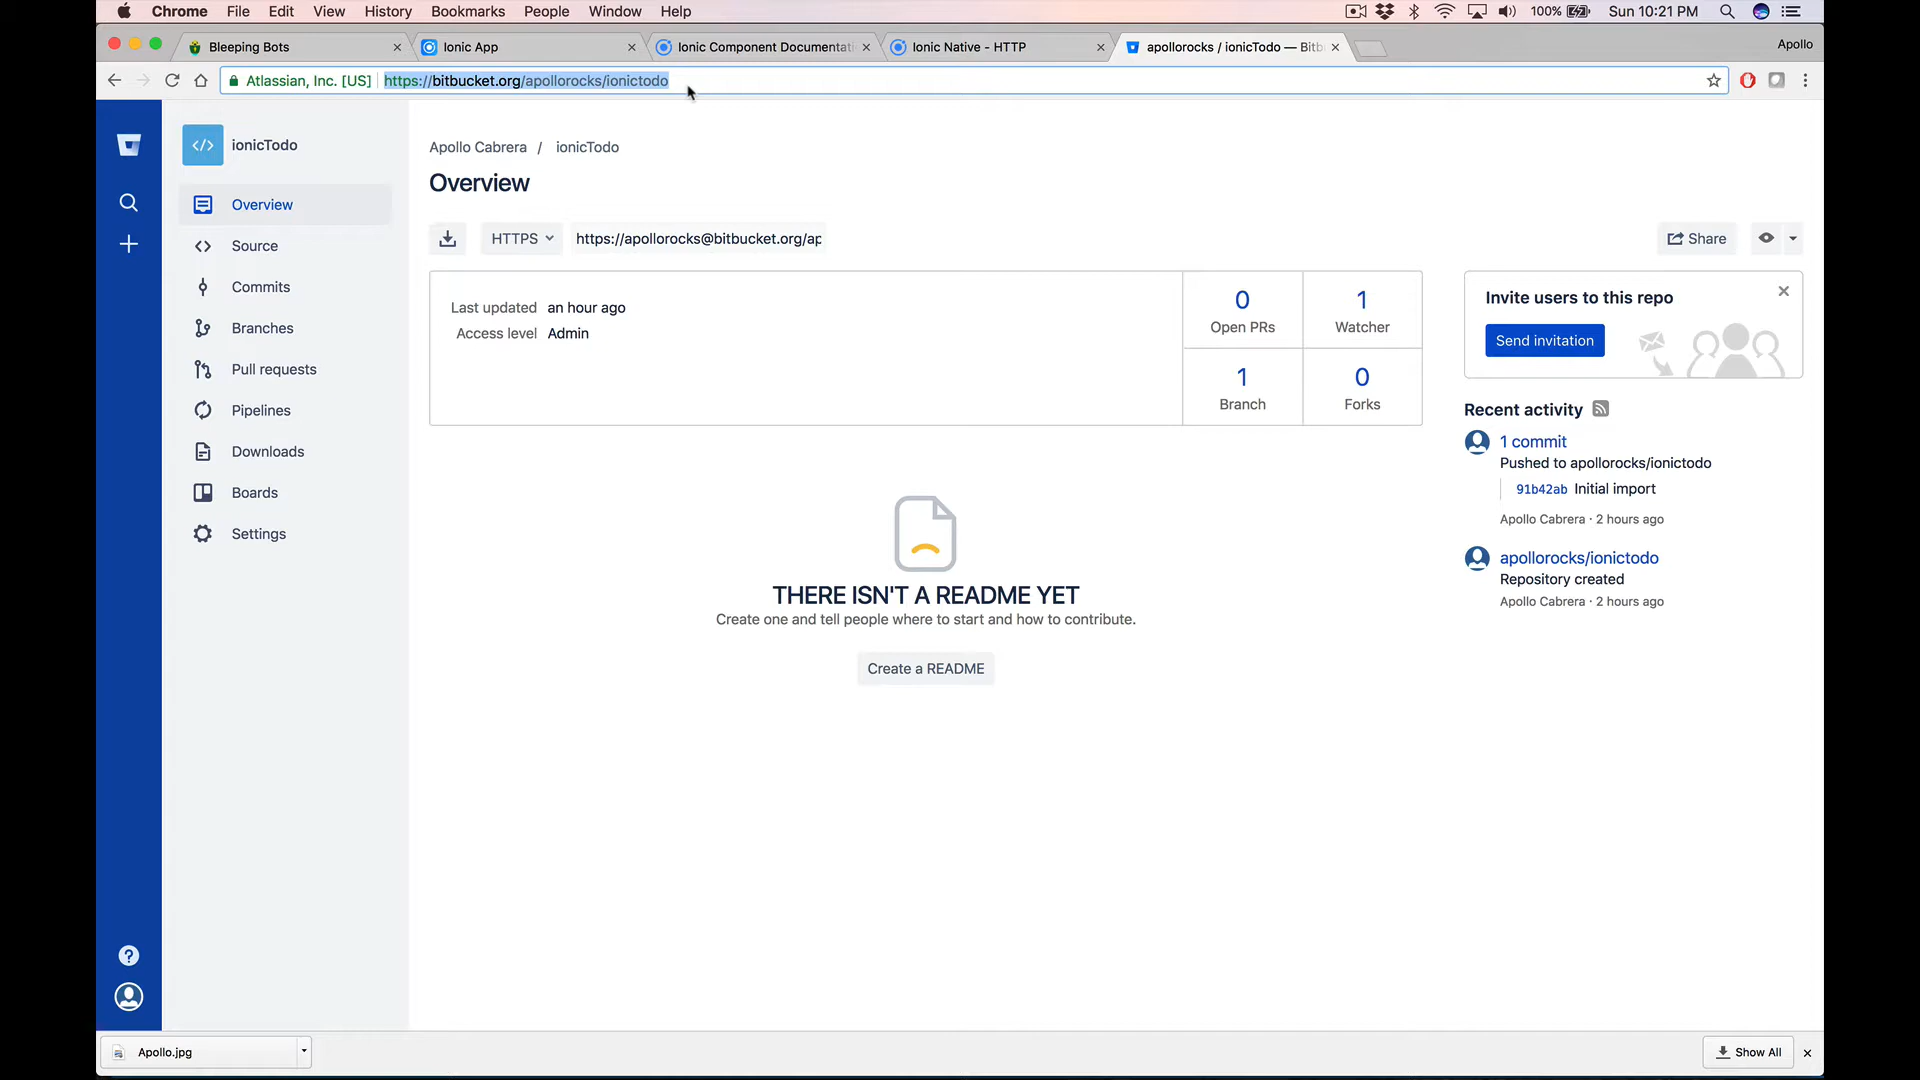 Chrome File Edit View History Bookmarks People Window Help 100% Sun 10:21 PM
Bleeping Bots Ionic App Ionic Component Documentati Ionic Native - HTTP apollorocks / ionicTodo — Bitb Apollo
Atlassian, Inc. [US] https://bitbucket.org/apollorocks/ionictodo
</> ionicTodo
Overview
Source
Commits
Branches
Pull requests
Pipelines
Downloads
Boards
Settings
Apollo Cabrera / ionicTodo
Overview
HTTPS https://apollorocks@bitbucket.org/ap
Share
Last updated an hour ago
Access level Admin
0
Open PRs
1
Watcher
1
Branch
0
Forks
THERE ISN'T A README YET
Create one and tell people where to start and how to contribute.
Create a README
Invite users to this repo
Send invitation
Recent activity
1 commit
Pushed to apollorocks/ionictodo
91b42ab Initial import
Apollo Cabrera · 2 hours ago
apollorocks/ionictodo
Repository created
Apollo Cabrera · 2 hours ago
Apollo.jpg
Show All